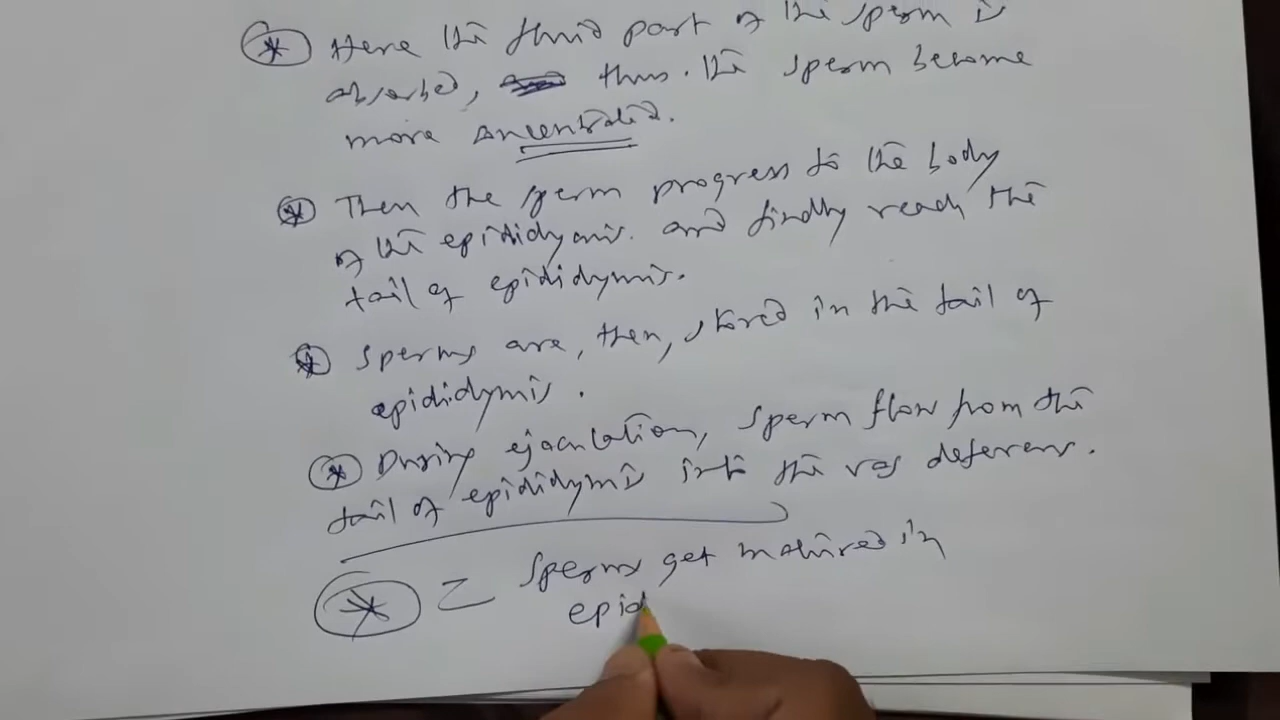 * Here the fluid part of the sperm is
absorbed, thus. the sperm become
more concentrated.
* Then the sperm progress to the body
of the epididymis. and finally reach the
tail of epididymis.
* Sperms are, then, stored in the tail of
epididymis.
* During ejaculation, sperm flow from the
tail of epididymis into the vas deferens.
* = Sperms get matured in
epid